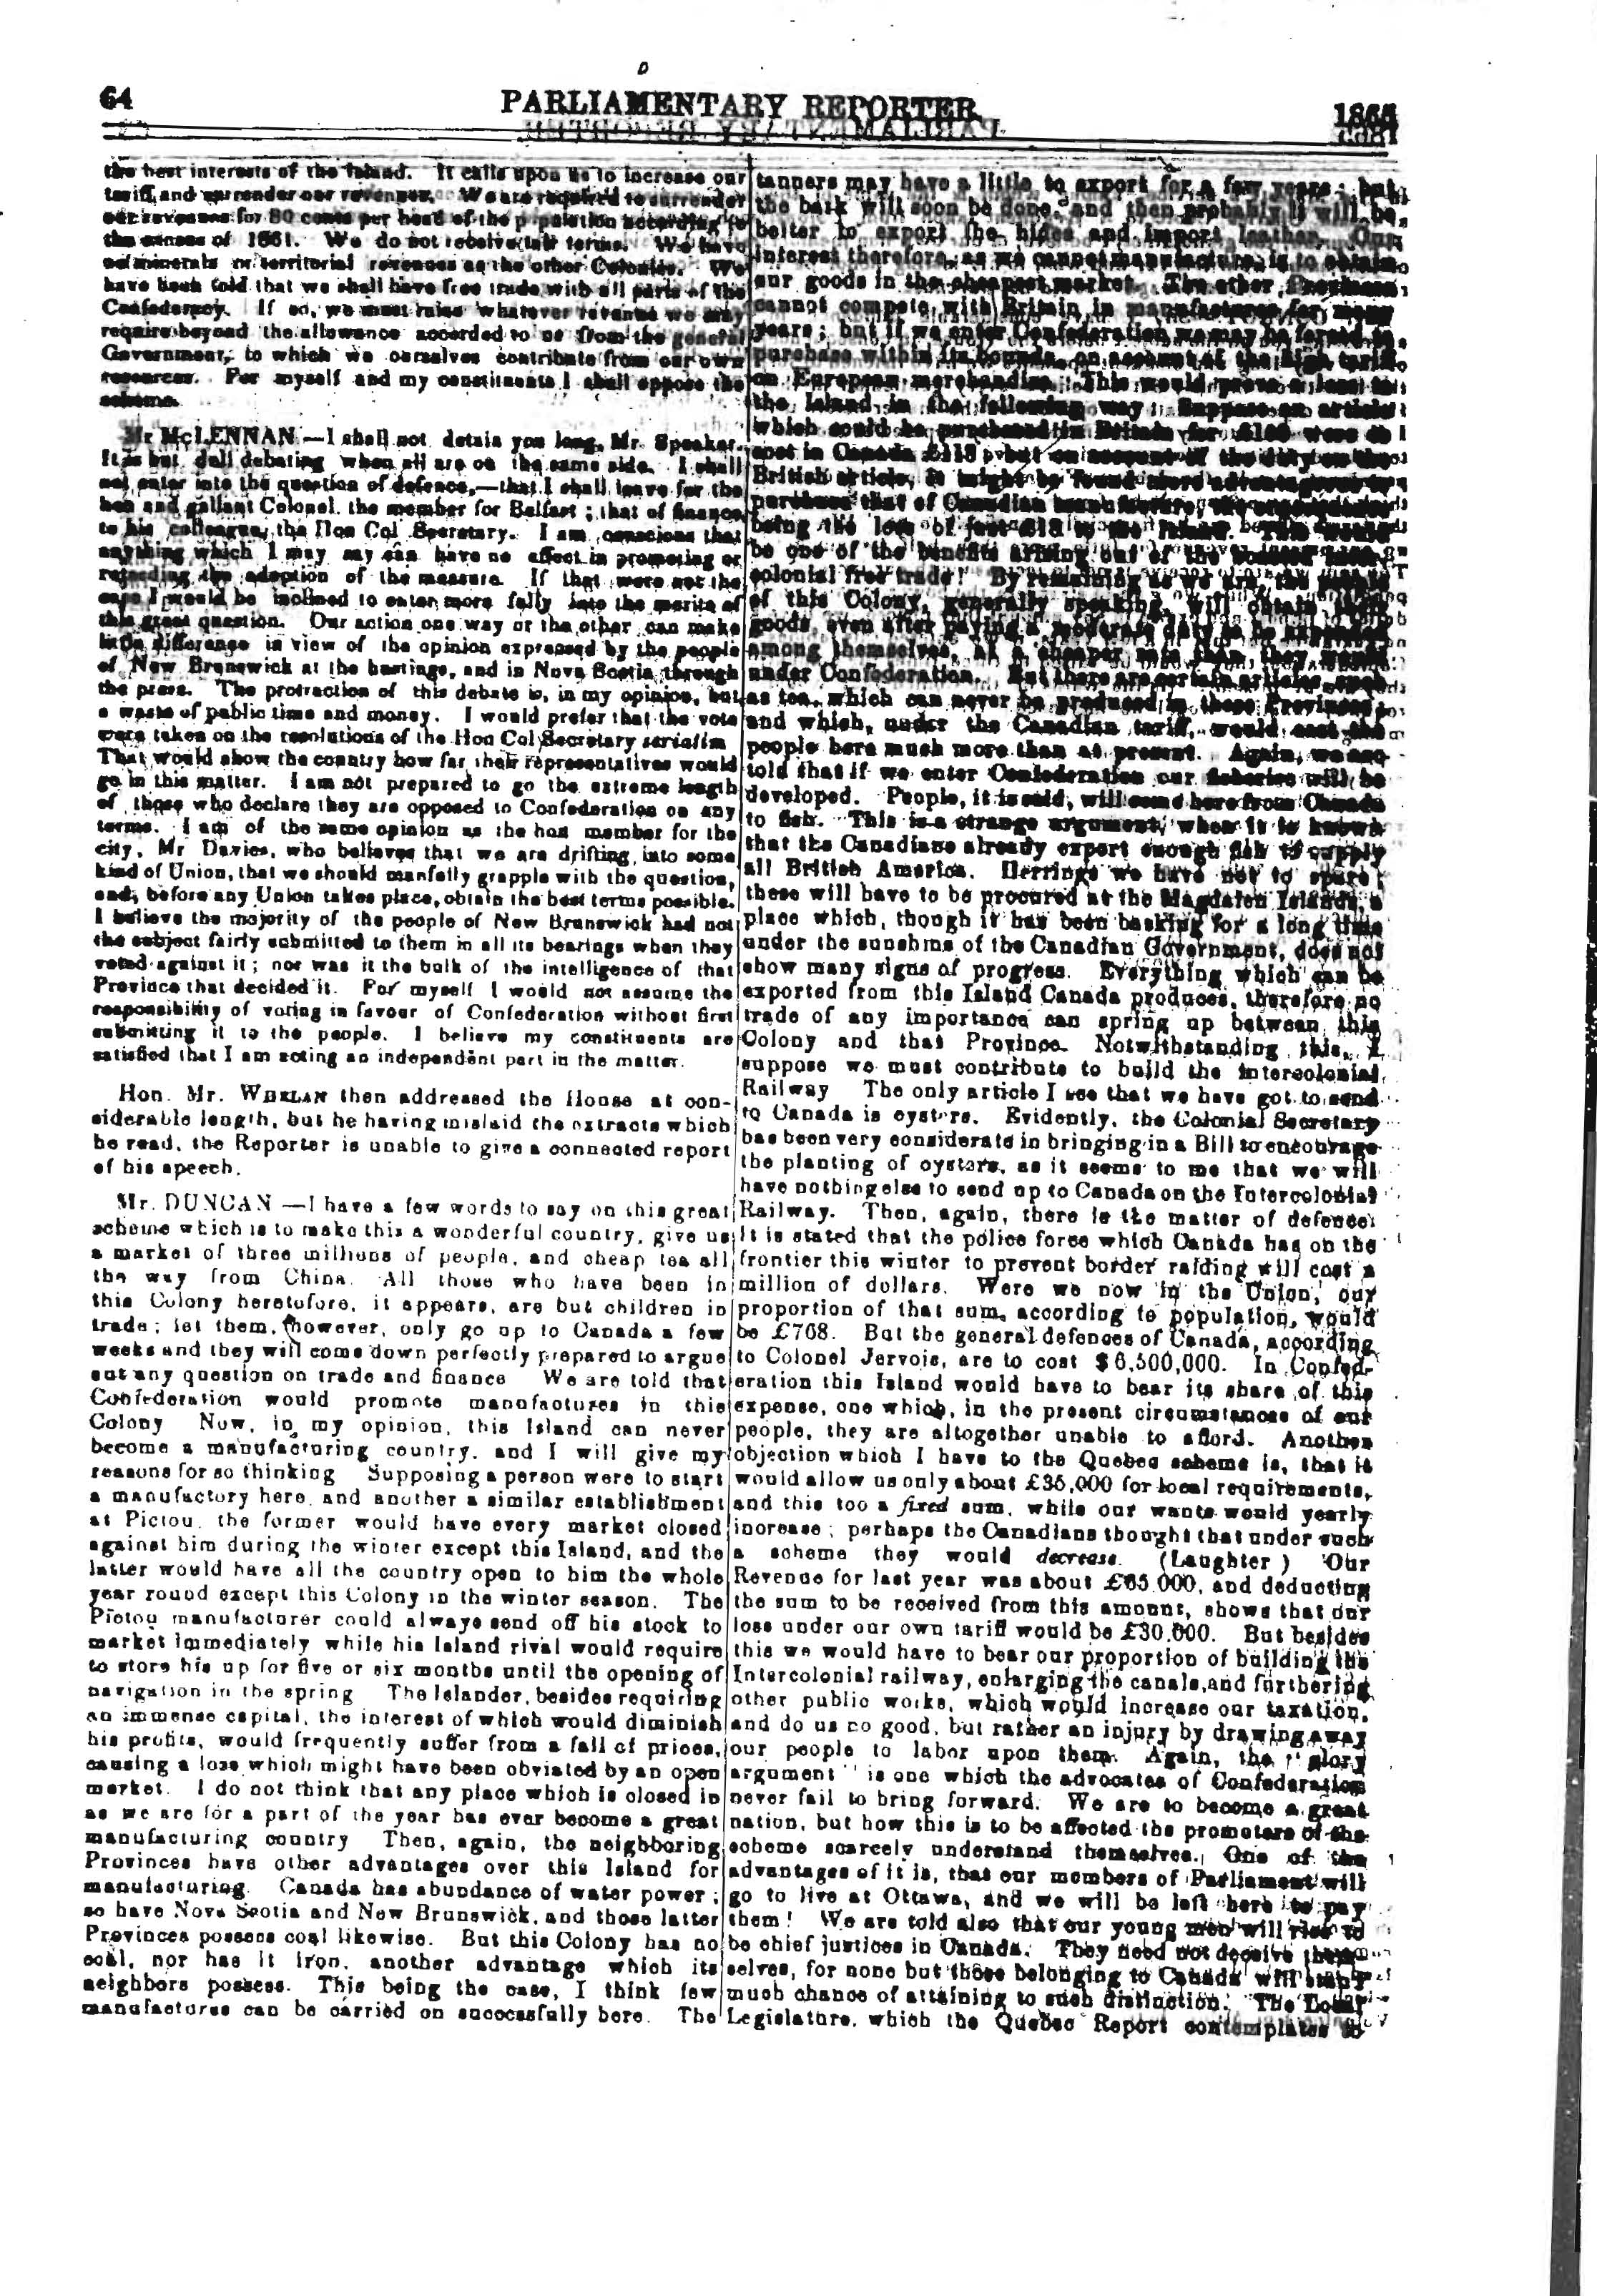 64
PARLIAMENTARY REPORTER
1865
the best interests of the Island. It calls upon us to increase our
tariff, and surrender our revenues. We are required to surrender
our revenues for 80 cents per head of the population according to
the census of 1861. We do not receive fair terms. We have
no minerals or territorial revenues as the other Colonies. We
have been told that we shall have free trade with all parts of the
Confederacy. If so, we must raise whatever revenue we may
require beyond the allowance accorded to us from the general
Government, to which we ourselves contribute from our own
resources. For myself and my constituents I shall oppose the
scheme.
Mr McLENNAN.—I shall not detain you long, Mr. Speaker.
It is but dull debating when all are on the same side. I shall
not enter into the question of defence,—that I shall leave for the
hon and gallant Colonel, the member for Belfast; that of finance
to his colleague, the Hon Col Secretary. I am conscious that
anything which I may say can have no effect in promoting or
retarding the adoption of the measure. If that were not the
case I would be inclined to enter more fully into the merits of
this great question. Our action one way or the other can make
little difference in view of the opinion expressed by the people
of New Brunswick at the hustings, and in Nova Scotia through
the press. The protraction of this debate is, in my opinion, but
a waste of public time and money. I would prefer that the vote
were taken on the resolutions of the Hon Col Secretary seriatim
That would show the country how far their representatives would
go in this matter. I am not prepared to go the extreme length
of those who declare they are opposed to Confederation on any
terms. I am of the same opinion as the hon member for the
city, Mr Davies, who believes that we are drifting into some
kind of Union, that we should manfully grapple with the question,
and, before any Union takes place, obtain the best terms possible.
I believe the majority of the people of New Brunswick had not
the subject fairly submitted to them in all its bearings when they
voted against it; nor was it the bulk of the intelligence of that
Province that decided it. For myself I would not assume the
responsibility of voting in favour of Confederation without first
submitting it to the people. I believe my constituents are
satisfied that I am acting an independent part in the matter.
Hon. Mr. WHELAN then addressed the House at con-
siderable length, but he having mislaid the extracts which
he read, the Reporter is unable to give a connected report
of his speech.
Mr. DUNCAN —I have a few words to say on this great
scheme which is to make this a wonderful country, give us
a market of three millions of people, and cheap tea all
the way from China. All those who have been in
this Colony heretofore, it appears, are but children in
trade; let them, however, only go up to Canada a few
weeks and they will come down perfectly prepared to argue
out any question on trade and finance We are told that
Confederation would promote manufactures in this
Colony Now, in my opinion, this Island can never
become a manufacturing country, and I will give my
reasons for so thinking Supposing a person were to start
a manufactory here, and another a similar establishment
at Pictou, the former would have every market closed
against him during the winter except this Island, and the
latter would have all the country open to him the whole
year round except this Colony in the winter season. The
Pictou manufacturer could always send off his stock to
market immediately while his Island rival would require
to store his up for five or six months until the opening of
navigation in the spring The Islander, besides requiring
an immense capital, the interest of which would diminish
his profits, would frequently suffer from a fall of prices,
causing a loss which might have been obviated by an open
market. I do not think that any place which is closed in
as we are for a part of the year has ever become a great
manufacturing country Then, again, the neighboring
Provinces have other advantages over this Island for
manufacturing. Canada has abundance of water power;
so have Nova Scotia and New Brunswick, and those latter
Provinces possess coal likewise. But this Colony has no
coal, nor has it iron, another advantage which its
neighbors possess. This being the case, I think few
manufactures can be carried on successfully here. The
tanners may have a little to export for a few years; but
the bark will soon be done, and then probably it will be
better to export the hides and import leather. Our
interest therefore, as we cannot manufacture, is to obtain
our goods in the cheapest market. The other Provinces
cannot compete with Britain in manufactures for many
years; but if we enter Confederation we may be forced to
purchase within its bounds, on account of the high tariff
on European merchandise. This would prove a loss to
the Island in the following way: Suppose an article
which could be purchased in Britain for £100 were to
cost in Canada £115, but on account of the duty on the
British article, it might be found more advantageous to
purchase that of Canadian manufacture,
being the loss of just £15 to the Island. This would
be one of the benefits arising out of the
colonial free trade! By remaining as we are, the people
of this Colony, generally speaking, will obtain their
goods, even after paying a moderate duty to be expended
among themselves, at a cheaper rate than they would
under Confederation. But there are certain articles, such
as tea, which can never be produced in these Provinces,
and which, under the Canadian tariff, would cost the
people here much more than at present. Again, we are
told that if we enter Confederation our fisheries will be
developed. People, it is said, will come here from Canada
to fish. This is a strange argument, when it is known
that the Canadians already export enough fish to supply
all British America. Herrings we have not to spare;
these will have to be procured at the Magdalen Islands, a
place which, though it has been basking for a long time
under the sunshine of the Canadian Government, does not
show many signs of progress. Everything which can be
exported from this Island Canada produces, therefore no
trade of any importance can spring up between this
Colony and that Province. Notwithstanding this, I
suppose we must contribute to build the Intercolonial
Railway The only article I see that we have got to send
to Canada is oysters. Evidently, the Colonial Secretary
has been very considerate in bringing in a Bill to encourage
the planting of oysters, as it seems to me that we will
have nothing else to send up to Canada on the Intercolonial
Railway. Then, again, there is the matter of defence.
It is stated that the police force which Canada has on the
frontier this winter to prevent border raiding will cost a
million of dollars. Were we now in the Union, our
proportion of that sum, according to population, would
be £768. But the general defences of Canada, according
to Colonel Jervois, are to cost $6,500,000. In Confed-
eration this Island would have to bear its share of this
expense, one which, in the present circumstances of our
people, they are altogether unable to afford. Another
objection which I have to the Quebec scheme is, that it
would allow us only about £35,000 for local requirements,
and this too a fixed sum, while our wants would yearly
increase; perhaps the Canadians thought that under such
a scheme they would decrease. (Laughter ) Our
Revenue for last year was about £65.000, and deducting
the sum to be received from this amount, shows that our
loss under our own tariff would be £30.000. But besides
this we would have to bear our proportion of building the
Intercolonial railway, enlarging the canals, and furthering
other public works, which would increase our taxation,
and do us no good, but rather an injury by drawing away
our people to labor upon them. Again, the "glory
argument" is one which the advocates of Confederation
never fail to bring forward. We are to become a great
nation, but how this is to be affected the promoters of the
scheme scarcely understand themselves. One of the
advantages of it is, that our members of Parliament will
go to live at Ottawa, and we will be left here to pay
them! We are told also that our young men will rise to
be chief justices in Canada. They need not deceive them-
selves, for none but those belonging to Canada will stand
much chance of attaining to such distinction. The Local
Legislature, which the Quebec Report contemplates to